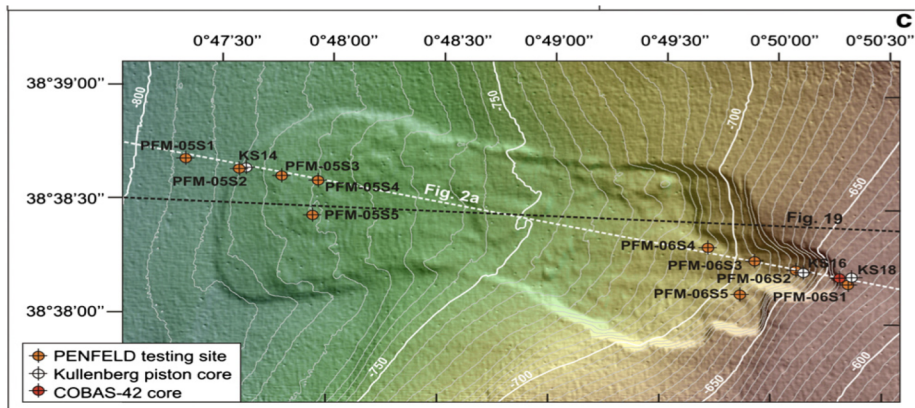 C
0°47'30'' 0°48'00'' 0°48'30'' 0°49'00'' 0°49'30'' 0°50'00'' 0°50'30''
38°39'00''
-800
-750
-700
-650
PFM-05S1
KS14
PFM-05S3
PFM-05S2
PFM-05S4
Fig. 2a
38°38'30''
PFM-05S5
Fig. 19
PFM-06S4
PFM-06S3
KS16
KS18
PFM-06S2
PFM-06S5
PFM-06S1
38°38'00''
-750
-700
-650
-600
PENFELD testing site
Kullenberg piston core
COBAS-42 core